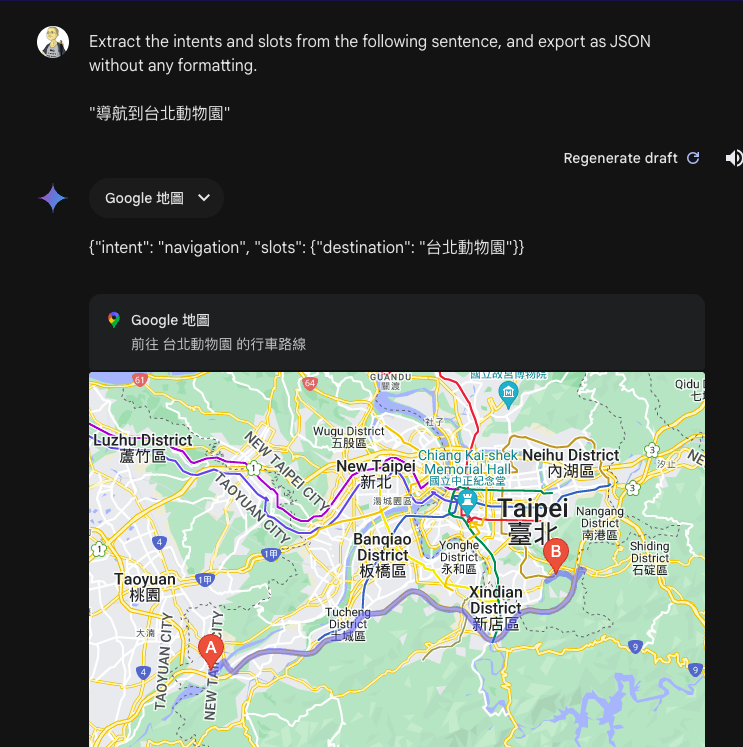 Extract the intents and slots from the following sentence, and export as JSON
without any formatting.
"導航到台北動物園"
Regenerate draft
Google 地圖
{"intent": "navigation", "slots": {"destination": "台北動物園"}}
Google 地圖
前往 台北動物園 的行車路線
61
64
GUANDU
關渡
國立故宮博物院
Qidu
社子
Wugu District
五股區
Luzhu District
蘆竹區
NEW TAIPEI CITY
TAOYUAN CITY
1
New Taipei
新北
Chiang Kai-shek
Memorial Hall
國立中正紀念堂
Neihu District
內湖區
3
汐止
3
湯城園區
Taipei
臺北
Nangang
District
南港區
1
4
1甲
Banqiao
District
板橋區
Yonghe
District
永和區
B
Shiding
District
石碇區
Taoyuan
桃園
1甲
Xindian
District
新店區
Tucheng
District
土城區
大湳
TAOYUAN CITY
A
4
9
9